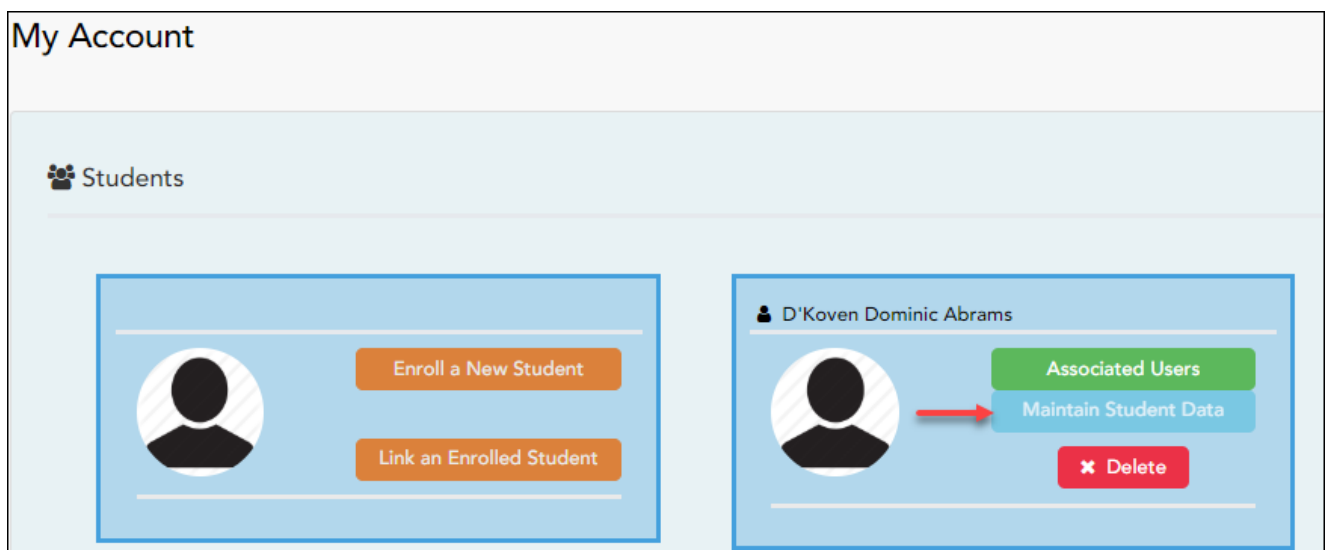 My Account
Students
Enroll a New Student
Link an Enrolled Student
D'Koven Dominic Abrams
Associated Users
Maintain Student Data
Delete